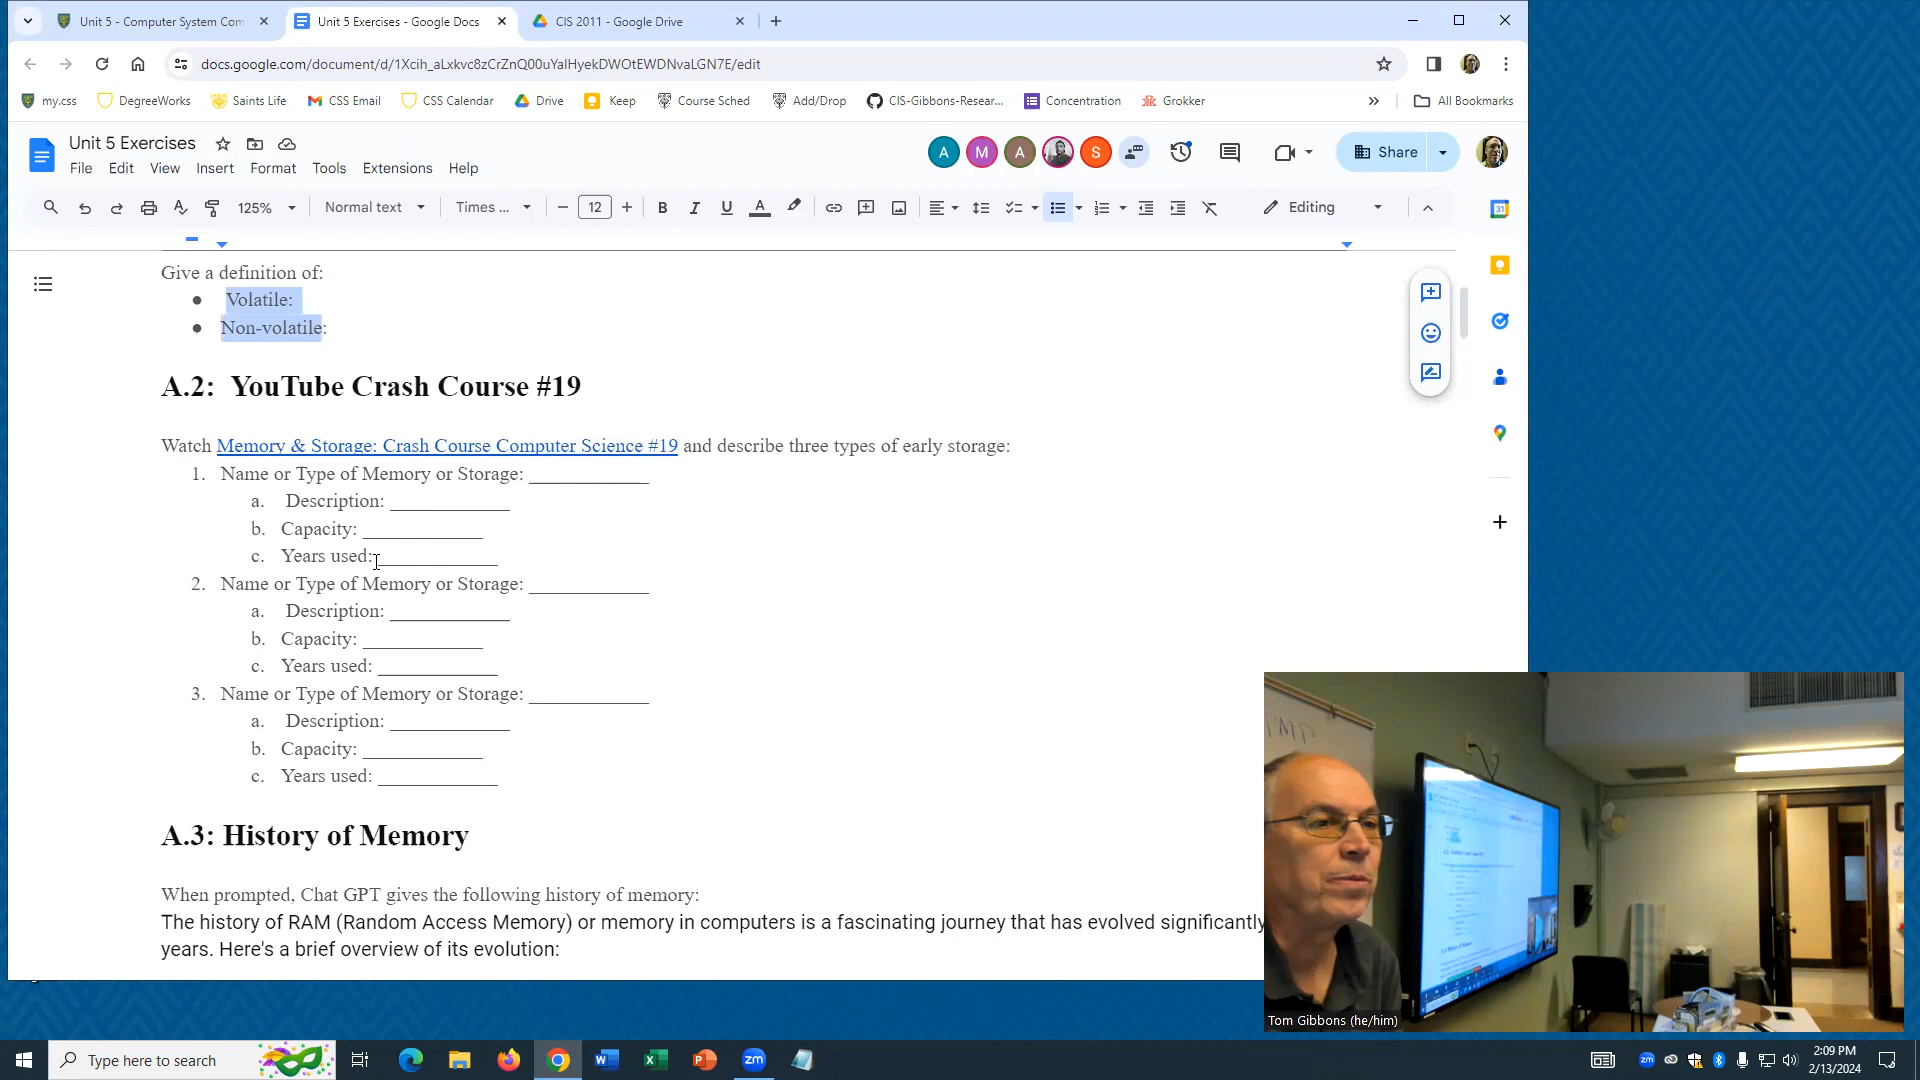 Unit 5 - Computer System Com
Unit 5 Exercises - Google Docs
CIS 2011 - Google Drive
docs.google.com/document/d/1Xcih_aLxkvc8zCrZnQ00uYalHyekDWOtEWDNvaLGN7E/edit
my.css
DegreeWorks
Saints Life
CSS Email
CSS Calendar
Drive
Keep
Course Sched
Add/Drop
CIS-Gibbons-Resear...
Concentration
Grokker
All Bookmarks
Unit 5 Exercises
A
M
A
S
Share
File
Edit
View
Insert
Format
Tools
Extensions
Help
125%
Normal text
Times ...
12
Editing
Give a definition of:
● Volatile:
● Non-volatile:
A.2: YouTube Crash Course #19
Watch Memory & Storage: Crash Course Computer Science #19 and describe three types of early storage:
1. Name or Type of Memory or Storage: ____________
a. Description: ____________
b. Capacity: ____________
c. Years used: ____________
2. Name or Type of Memory or Storage: ____________
a. Description: ____________
b. Capacity: ____________
c. Years used: ____________
3. Name or Type of Memory or Storage: ____________
a. Description: ____________
b. Capacity: ____________
c. Years used: ____________
A.3: History of Memory
When prompted, Chat GPT gives the following history of memory:
The history of RAM (Random Access Memory) or memory in computers is a fascinating journey that has evolved significantly
years. Here's a brief overview of its evolution:
Tom Gibbons (he/him)
Type here to search
2:09 PM
2/13/2024